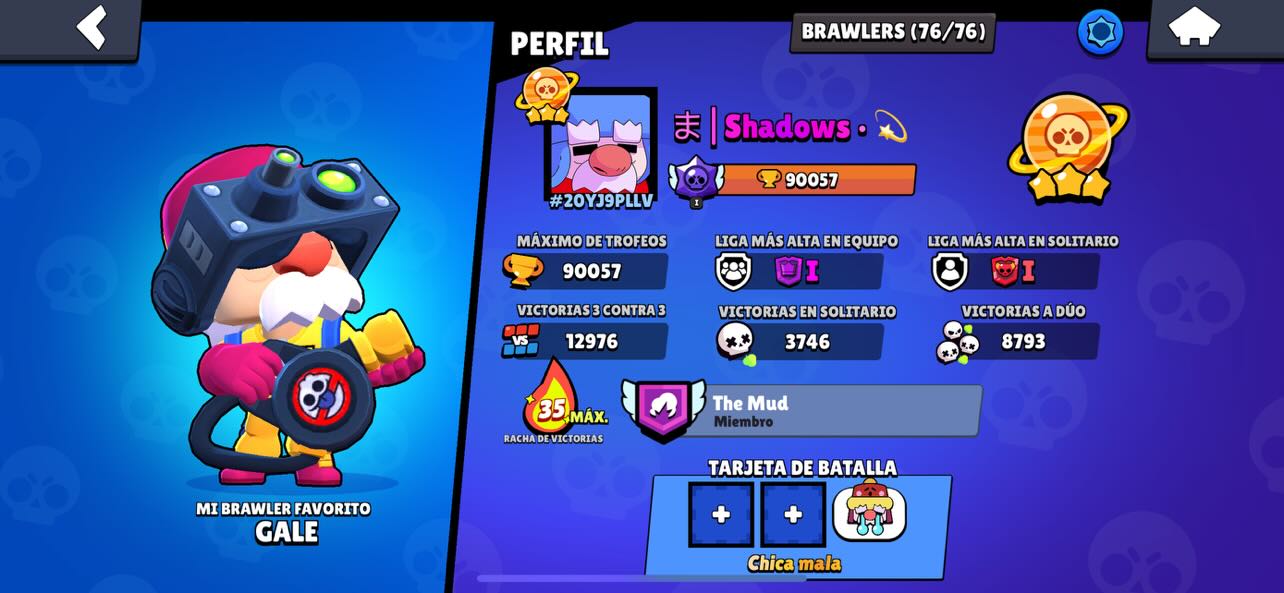 PERFIL
BRAWLERS (76/76)
ま | Shadows •
#20YJ9PLLV
I
90057
MÁXIMO DE TROFEOS
90057
LIGA MÁS ALTA EN EQUIPO
I
LIGA MÁS ALTA EN SOLITARIO
I
VICTORIAS 3 CONTRA 3
VS
12976
VICTORIAS EN SOLITARIO
3746
VICTORIAS A DÚO
8793
35 MÁX.
RACHA DE VICTORIAS
The Mud
Miembro
TARJETA DE BATALLA
+
+
Chica mala
MI BRAWLER FAVORITO
GALE